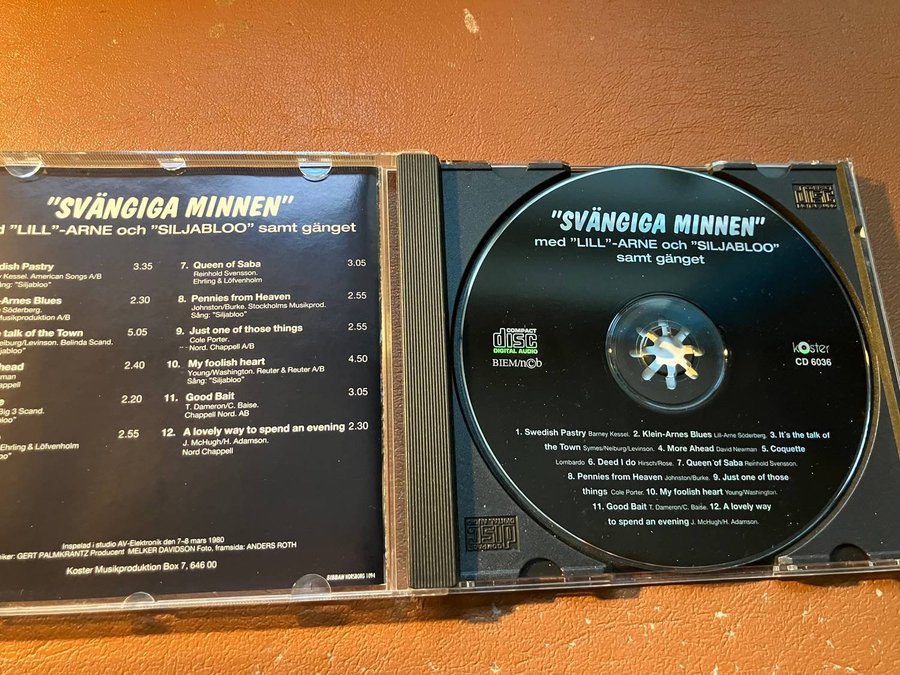 "SVÄNGIGA MINNEN"
"LILL"-ARNE och "SILJABLOO" samt gänget
Pastry 3.35
Kessel. American Songs A/B
Sång: "Siljabloo"
Blues 2.30
Söderberg.
A/B
talk of the Town 5.05
Belinda Scand.
2.40
2.20
Big 3 Scand.
2.55
Ehrling & Löfvenholm
7. Queen of Saba 3.05
Reinhold Svensson.
Ehrling & Löfvenholm
8. Pennies from Heaven 2.55
Johnston/Burke. Stockholms Musikprod.
Sång: "Siljabloo"
9. Just one of those things 2.55
Cole Porter.
Nord. Chappell A/B
10. My foolish heart 4.50
Young/Washington. Reuter & Reuter A/B
Sång: "Siljabloo"
11. Good Bait 3.05
T. Dameron/C. Baise.
Chappell Nord. AB
12. A lovely way to spend an evening 2.30
J. McHugh/H. Adamson.
Nord Chappell
Inspelad i studio AV-Elektronik den 7–8 mars 1980
GERT PALMKRANTZ Producent MELKER DAVIDSON Foto, framsida: ANDERS ROTH
Koster Musikproduktion Box 7, 646 00
"SVÄNGIGA MINNEN"
med "LILL"-ARNE och "SILJABLOO"
samt gänget
COMPACT
disc
DIGITAL AUDIO
BIEM/n©b
köster
CD 6036
1. Swedish Pastry Barney Kessel. 2. Klein-Arnes Blues Lill-Arne Söderberg. 3. It´s the talk of
the Town Symes/Neiburg/Levinson. 4. More Ahead David Newman 5. Coquette
Lombardo 6. Deed I do Hirsch/Rose. 7. Queen of Saba Reinhold Svensson.
8. Pennies from Heaven Johnston/Burke. 9. Just one of those
things Cole Porter. 10. My foolish heart Young/Washington.
11. Good Bait T. Dameron/C. Baise. 12. A lovely way
to spend an evening J. McHugh/H. Adamson.